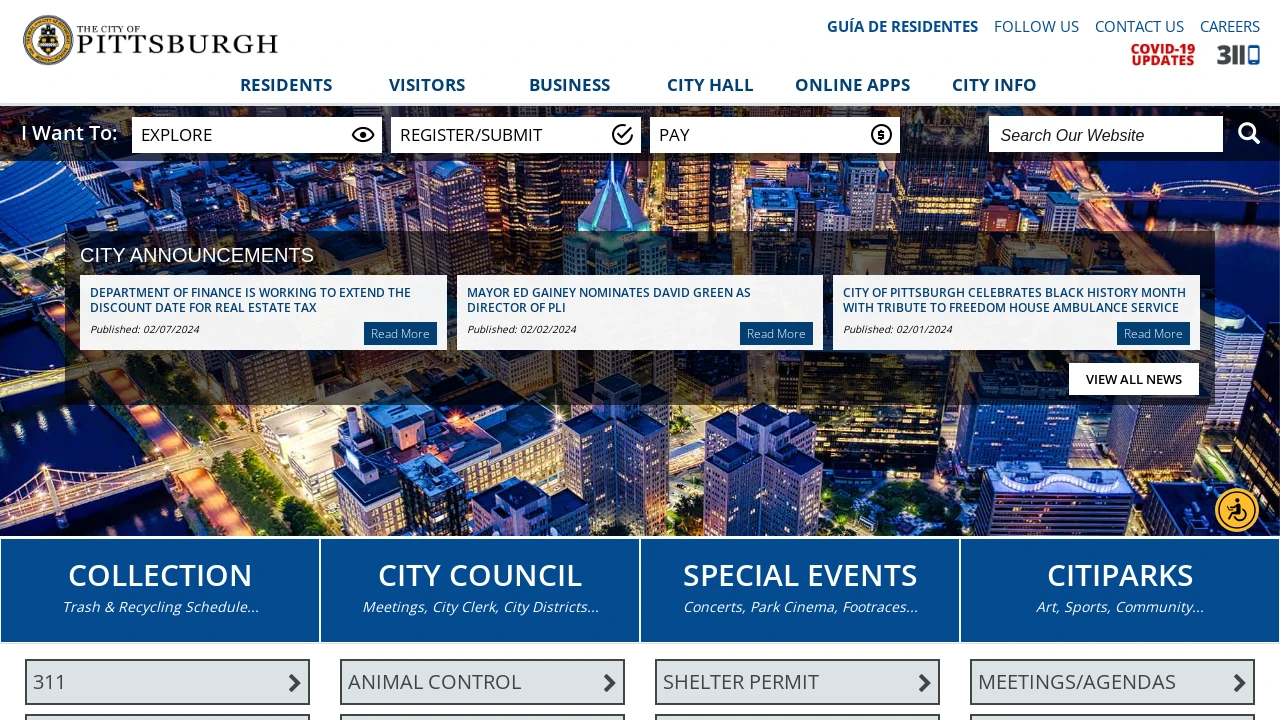 THE CITY OF
PITTSBURGH
GUÍA DE RESIDENTES FOLLOW US CONTACT US CAREERS
COVID-19
UPDATES
311
RESIDENTS VISITORS BUSINESS CITY HALL ONLINE APPS CITY INFO
I Want To: EXPLORE REGISTER/SUBMIT PAY Search Our Website
CITY ANNOUNCEMENTS
DEPARTMENT OF FINANCE IS WORKING TO EXTEND THE
DISCOUNT DATE FOR REAL ESTATE TAX
Published: 02/07/2024
Read More
MAYOR ED GAINEY NOMINATES DAVID GREEN AS
DIRECTOR OF PLI
Published: 02/02/2024
Read More
CITY OF PITTSBURGH CELEBRATES BLACK HISTORY MONTH
WITH TRIBUTE TO FREEDOM HOUSE AMBULANCE SERVICE
Published: 02/01/2024
Read More
VIEW ALL NEWS
COLLECTION
Trash & Recycling Schedule...
CITY COUNCIL
Meetings, City Clerk, City Districts...
SPECIAL EVENTS
Concerts, Park Cinema, Footraces...
CITIPARKS
Art, Sports, Community...
311
ANIMAL CONTROL
SHELTER PERMIT
MEETINGS/AGENDAS